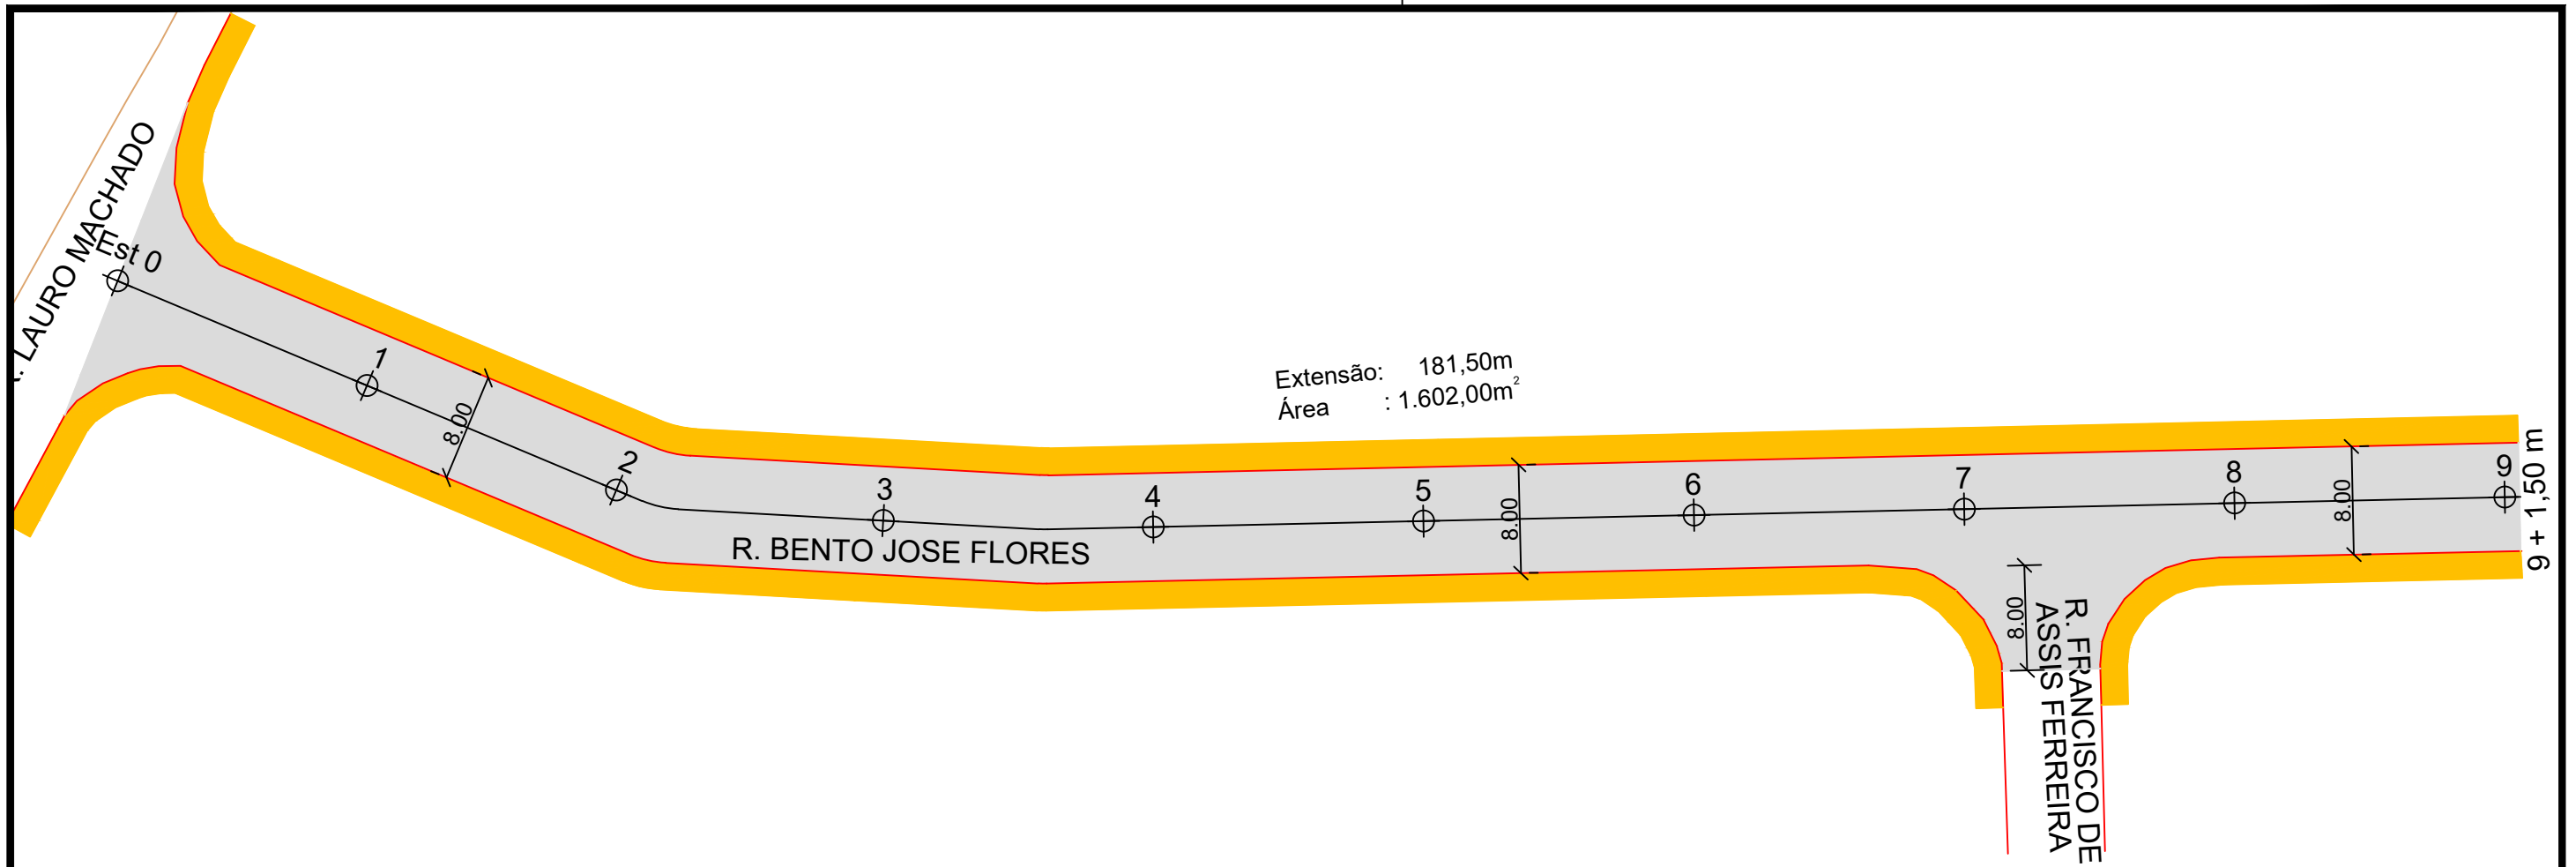 LAURO MACHADO
Est 0
1
8.00
2
3
R. BENTO JOSE FLORES
Extensão: 181,50m
Área : 1.602,00m²
4
5
8.00
6
7
8
8.00
9
9 + 1,50 m
8.00
R. FRANCISCO DE
ASSIS FERREIRA